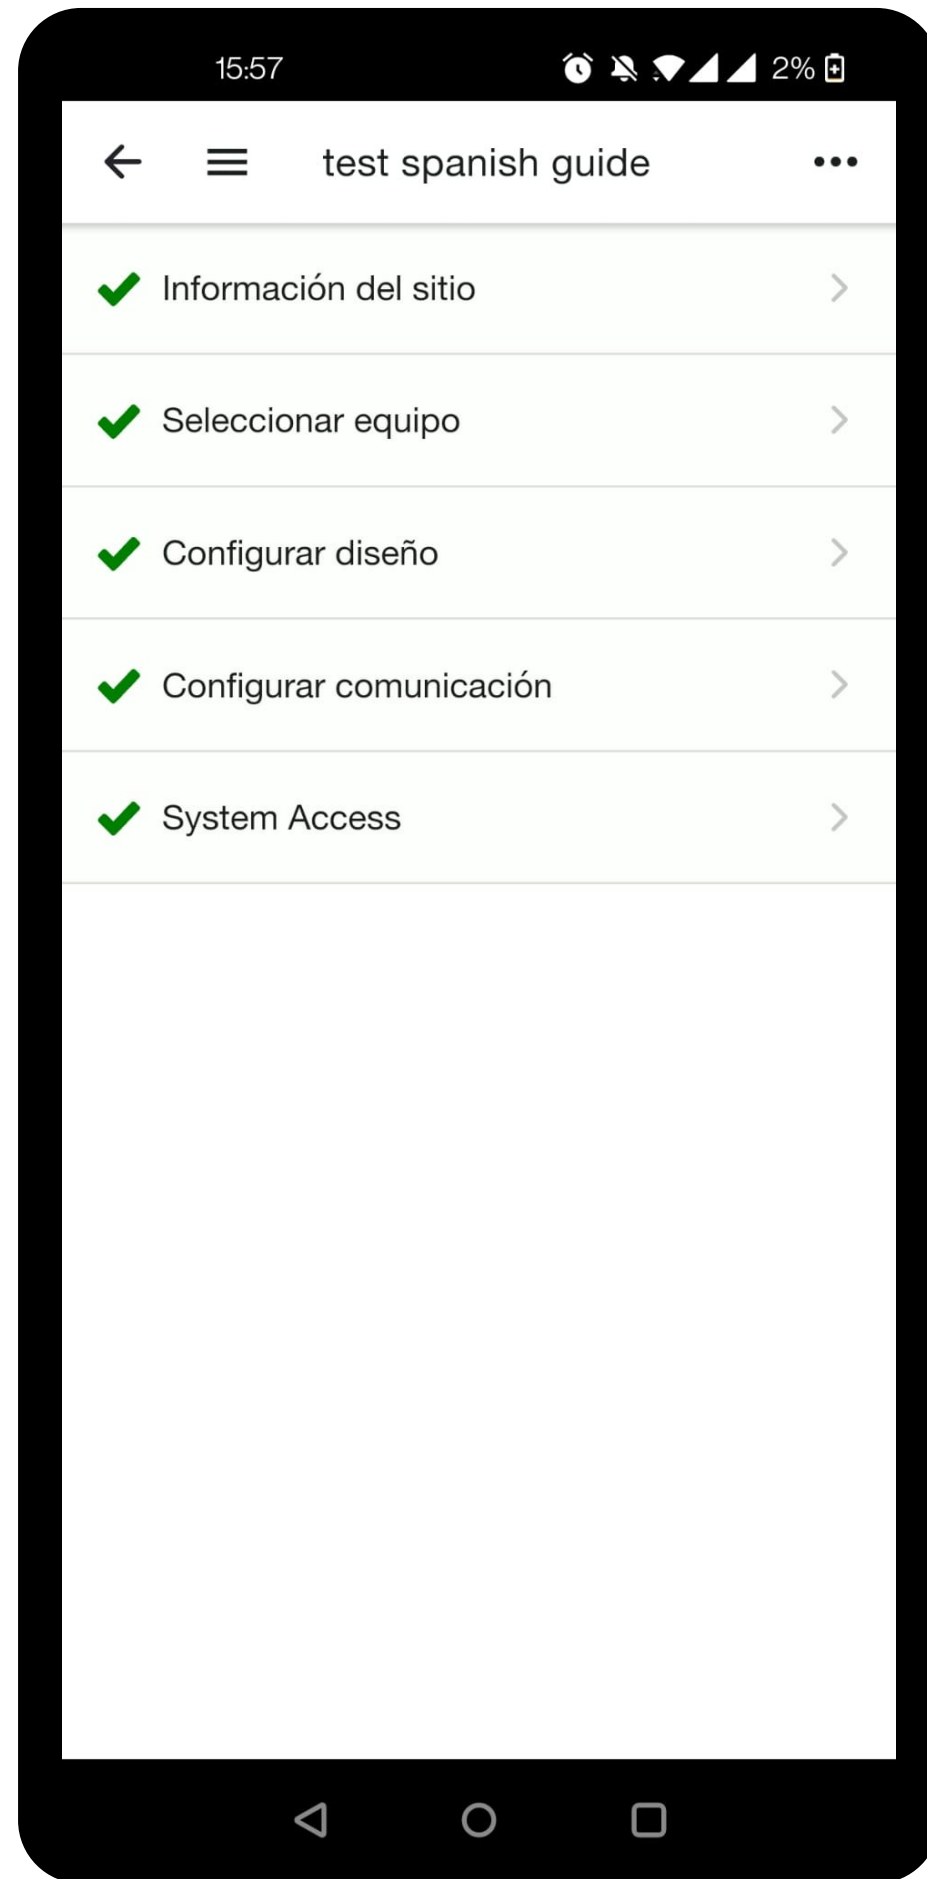 15:57 2%
test spanish guide
Información del sitio
Seleccionar equipo
Configurar diseño
Configurar comunicación
System Access